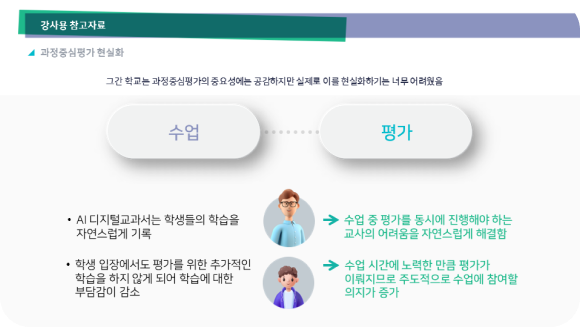 강사용 참고자료
과정중심평가 현실화
그간 학교는 과정중심평가의 중요성에는 공감하지만 실제로 이를 현실화하기는 너무 어려웠음
수업
평가
• AI 디지털교과서는 학생들의 학습을
자연스럽게 기록
수업 중 평가를 동시에 진행해야 하는
교사의 어려움을 자연스럽게 해결함
• 학생 입장에서도 평가를 위한 추가적인
학습을 하지 않게 되어 학습에 대한
부담감이 감소
수업 시간에 노력한 만큼 평가가
이뤄지므로 주도적으로 수업에 참여할
의지가 증가